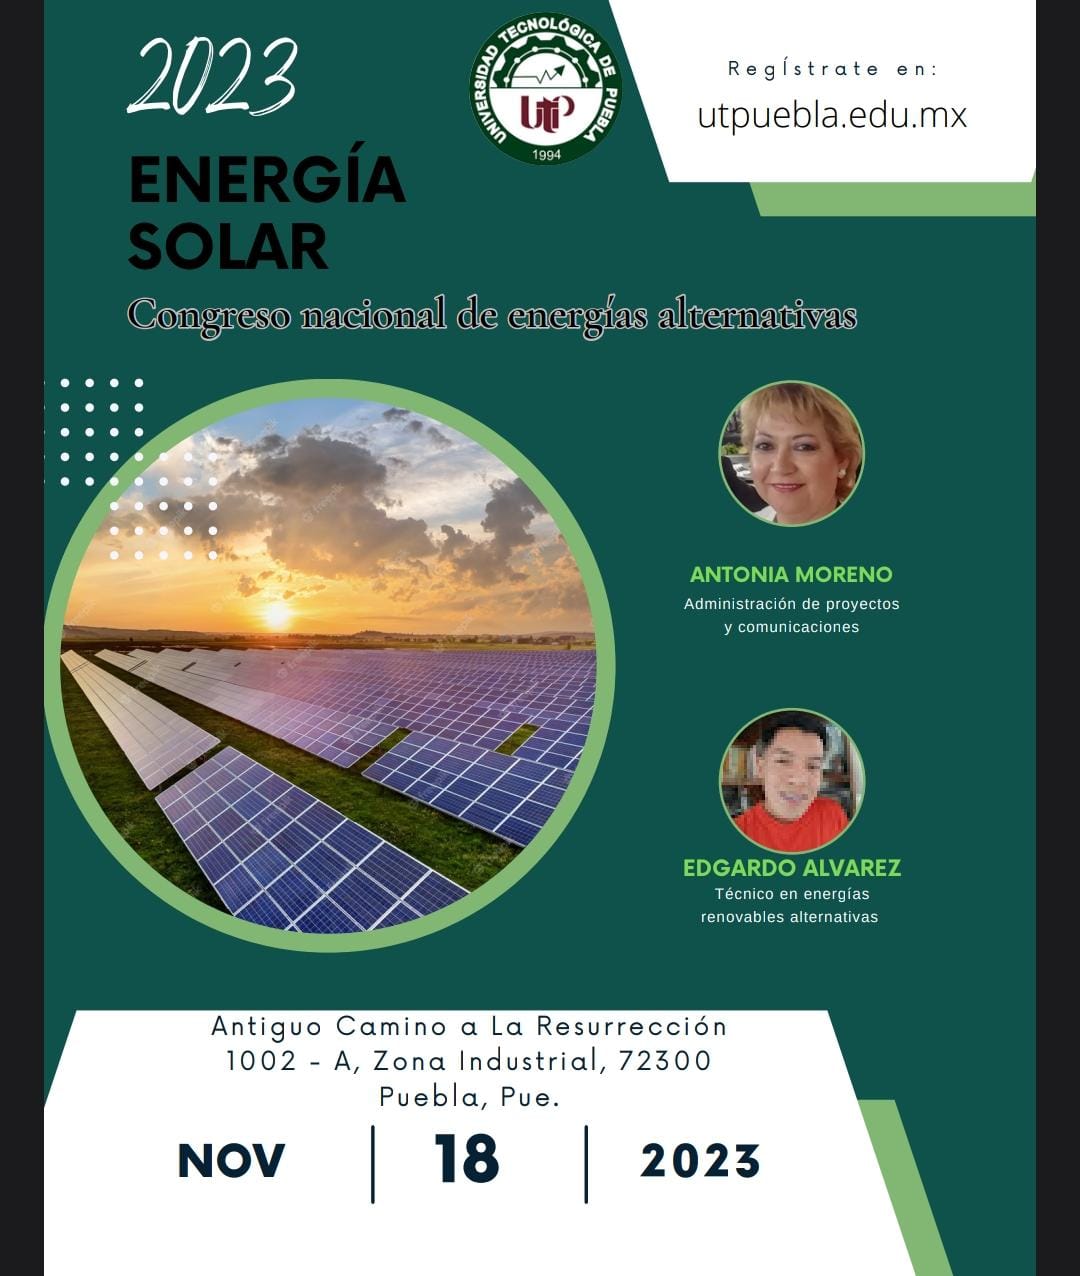 2023
UNIVERSIDAD TECNOLÓGICA DE PUEBLA
UTP
1994
Regístrate en:
utpuebla.edu.mx
ENERGÍA
SOLAR
Congreso nacional de energías alternativas
ANTONIA MORENO
Administración de proyectos
y comunicaciones
EDGARDO ALVAREZ
Técnico en energías
renovables alternativas
Antiguo Camino a La Resurrección
1002 - A, Zona Industrial, 72300
Puebla, Pue.
NOV
18
2023